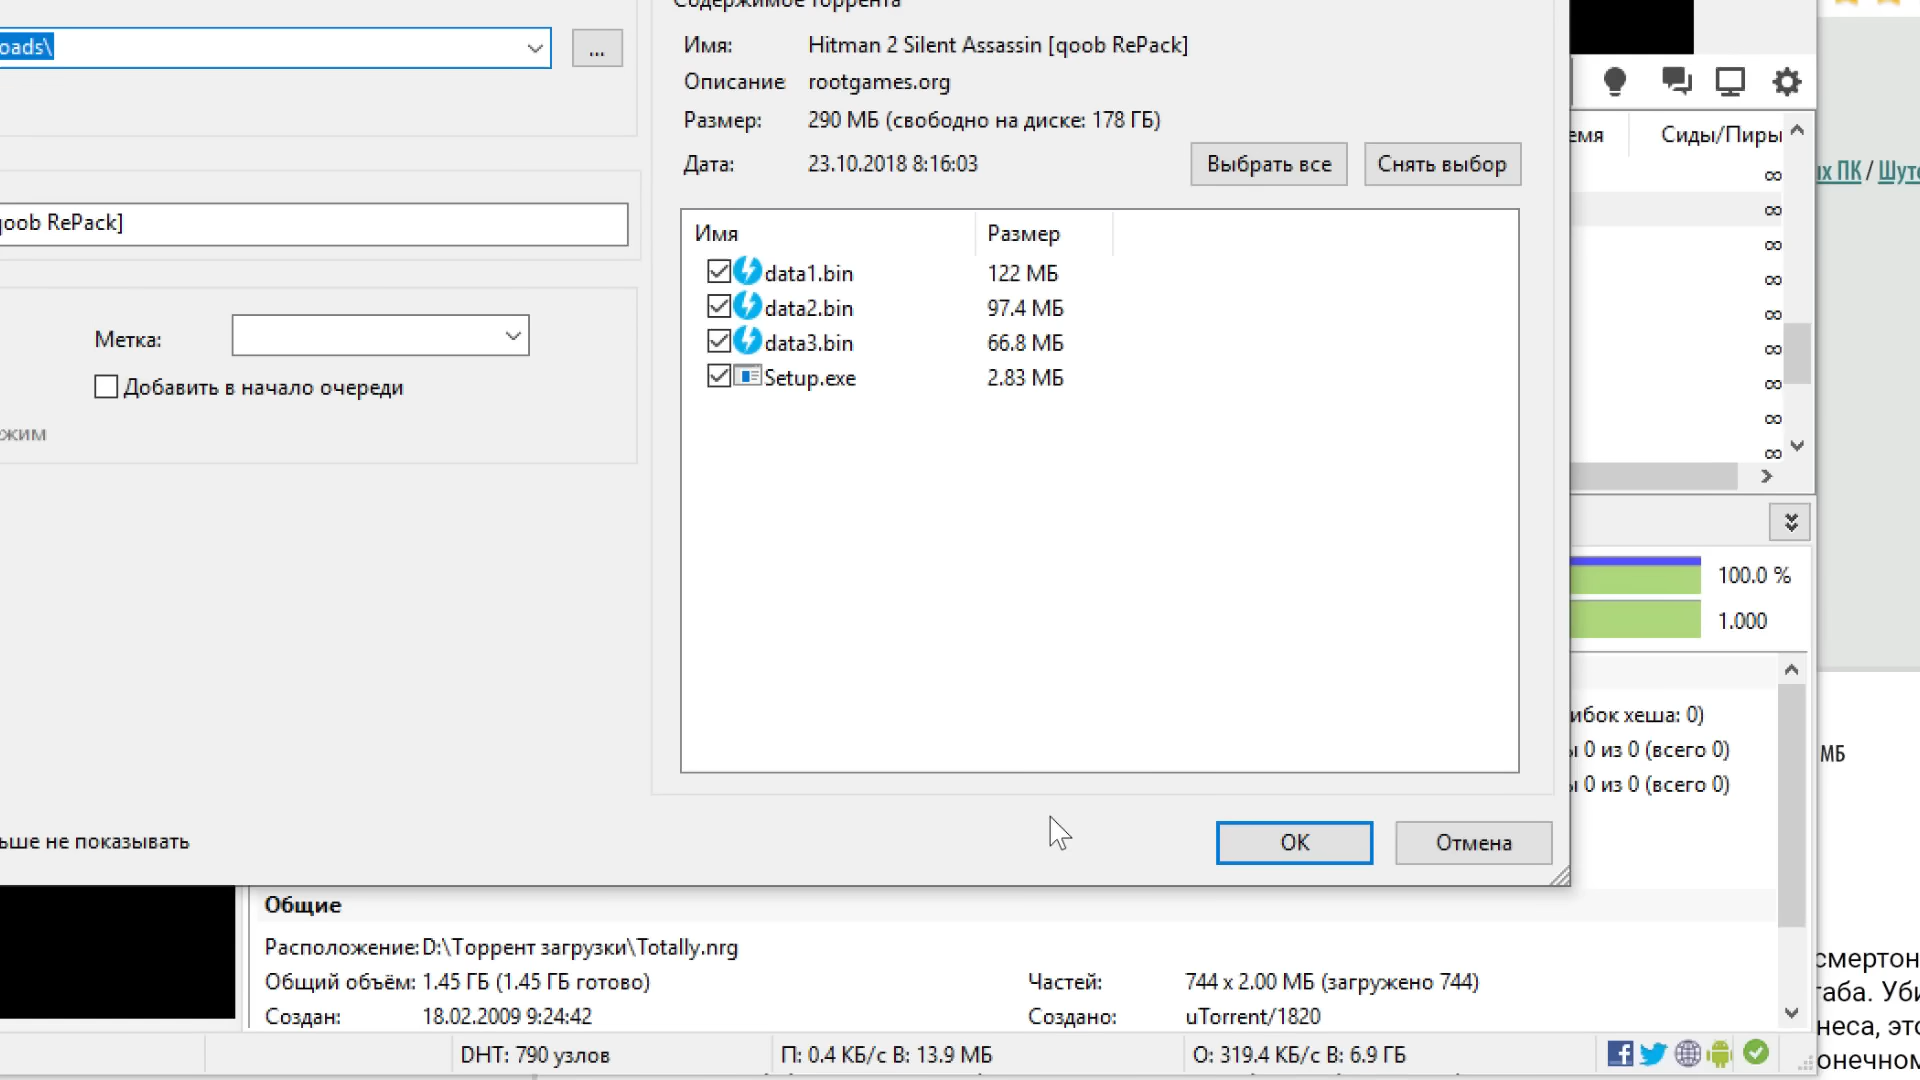 Содержимое торрента
oads\
...
Имя: Hitman 2 Silent Assassin [qoob RePack]
Описание rootgames.org
Размер: 290 МБ (свободно на диске: 178 ГБ)
Дата: 23.10.2018 8:16:03
Выбрать все
Снять выбор
qoob RePack]
Метка:
Добавить в начало очереди
ежим
Имя Размер
data1.bin 122 МБ
data2.bin 97.4 МБ
data3.bin 66.8 МБ
Setup.exe 2.83 МБ
ьше не показывать
OK
Отмена
емя Сиды/Пиры
∞
∞
∞
∞
∞
∞
∞
∞
∞
их ПК / Шуте
100.0 %
1.000
ибок хеша: 0)
ы 0 из 0 (всего 0)
ы 0 из 0 (всего 0)
МБ
Общие
Расположение: D:\Торрент загрузки\Totally.nrg
Общий объём: 1.45 ГБ (1.45 ГБ готово) Частей: 744 x 2.00 МБ (загружено 744)
Создан: 18.02.2009 9:24:42 Создано: uTorrent/1820
DHT: 790 узлов П: 0.4 КБ/с В: 13.9 МБ О: 319.4 КБ/с В: 6.9 ГБ
смертон
таба. Уби
неса, это
онечном